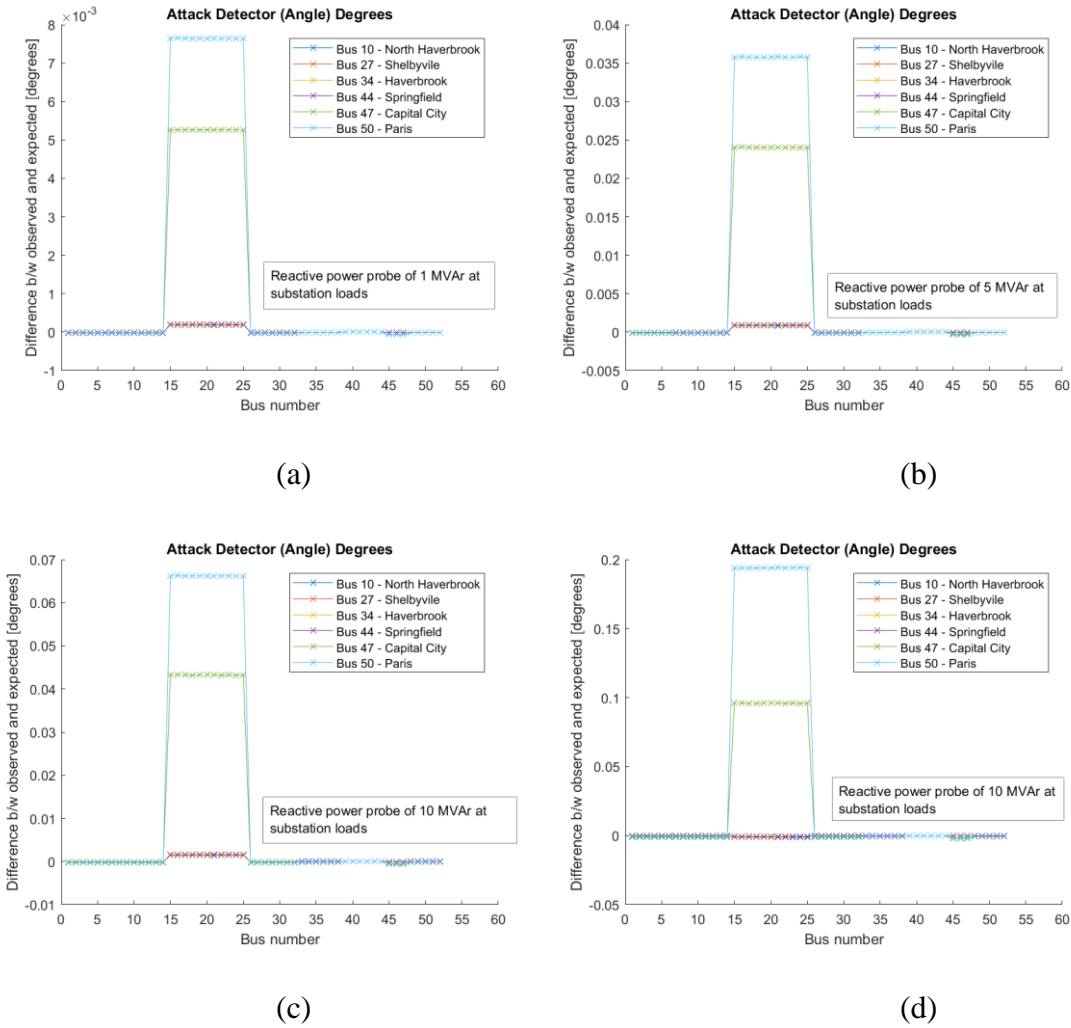 Attack Detector (Angle) Degrees
×10⁻³
8
7
6
5
4
3
2
1
0
-1
Difference b/w observed and expected [degrees]
Bus 10 - North Haverbrook
Bus 27 - Shelbyvile
Bus 34 - Haverbrook
Bus 44 - Springfield
Bus 47 - Capital City
Bus 50 - Paris
Reactive power probe of 1 MVAr at
substation loads
0 5 10 15 20 25 30 35 40 45 50 55 60
Bus number
(a)
Attack Detector (Angle) Degrees
0.04
0.035
0.03
0.025
0.02
0.015
0.01
0.005
0
-0.005
Difference b/w observed and expected [degrees]
Bus 10 - North Haverbrook
Bus 27 - Shelbyvile
Bus 34 - Haverbrook
Bus 44 - Springfield
Bus 47 - Capital City
Bus 50 - Paris
Reactive power probe of 5 MVAr at
substation loads
0 5 10 15 20 25 30 35 40 45 50 55 60
Bus number
(b)
Attack Detector (Angle) Degrees
0.07
0.06
0.05
0.04
0.03
0.02
0.01
0
-0.01
Difference b/w observed and expected [degrees]
Bus 10 - North Haverbrook
Bus 27 - Shelbyvile
Bus 34 - Haverbrook
Bus 44 - Springfield
Bus 47 - Capital City
Bus 50 - Paris
Reactive power probe of 10 MVAr at
substation loads
0 5 10 15 20 25 30 35 40 45 50 55 60
Bus number
(c)
Attack Detector (Angle) Degrees
0.2
0.15
0.1
0.05
0
-0.05
Difference b/w observed and expected [degrees]
Bus 10 - North Haverbrook
Bus 27 - Shelbyvile
Bus 34 - Haverbrook
Bus 44 - Springfield
Bus 47 - Capital City
Bus 50 - Paris
Reactive power probe of 10 MVAr at
substation loads
0 5 10 15 20 25 30 35 40 45 50 55 60
Bus number
(d)